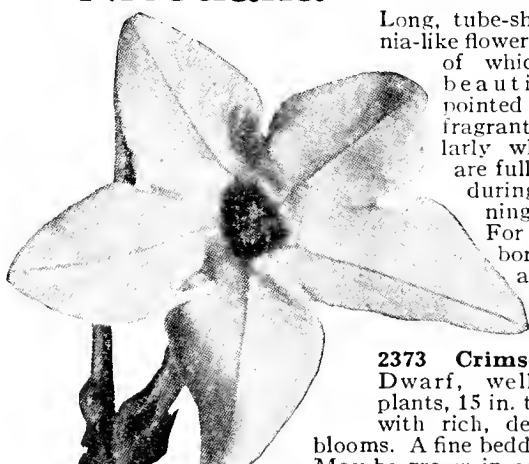 Long, tube-sh
nia-like flower
of whic
beauti
pointed
fragrant
larly wh
are full
during
ning
For
bor
a
2373 Crims
Dwarf, well
plants, 15 in. t
with rich, de
blooms. A fine bedd